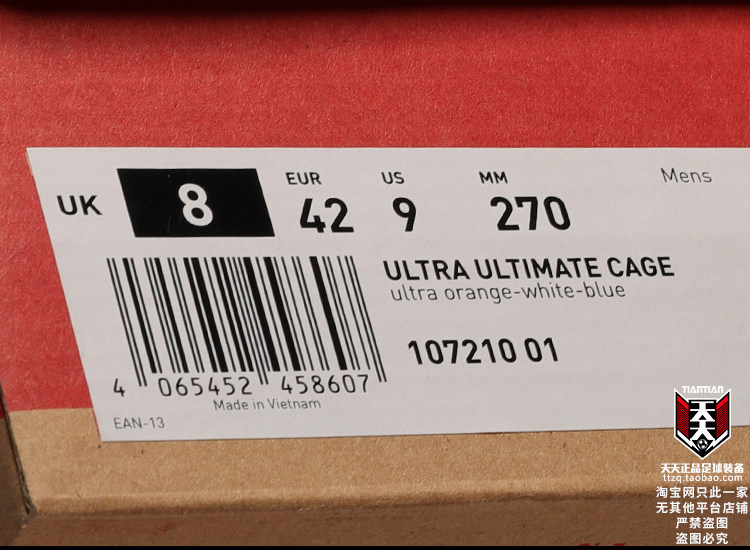 UK 8 EUR 42 US 9 MM 270 Mens
ULTRA ULTIMATE CAGE
ultra orange-white-blue
107210 01
4 065452 458607
Made in Vietnam
EAN-13
TIANTIAN
天天
天天正品足球装备
ttzq.taobao.com
淘宝网只此一家
无其他平台店铺
严禁盗图
盗图必究